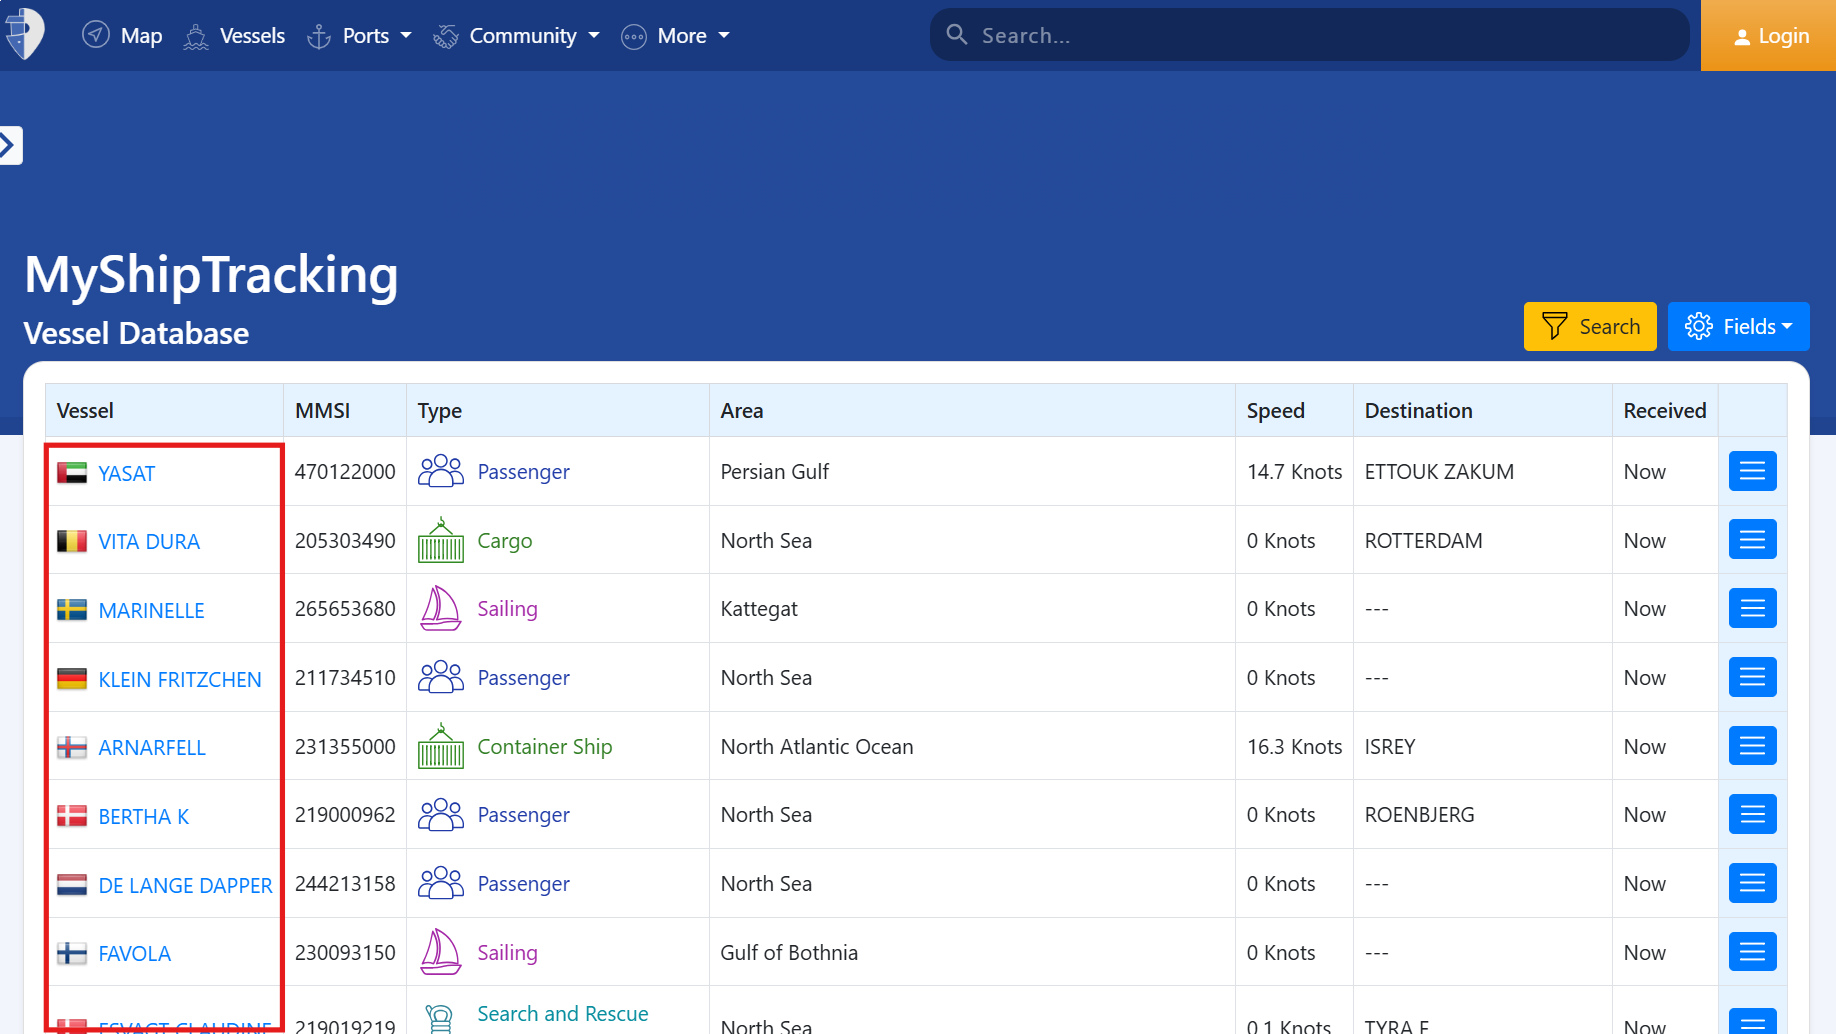 Map Vessels Ports Community More Search... Login
MyShipTracking
Vessel Database
Search Fields
Vessel MMSI Type Area Speed Destination Received
YASAT 470122000 Passenger Persian Gulf 14.7 Knots ETTOUK ZAKUM Now
VITA DURA 205303490 Cargo North Sea 0 Knots ROTTERDAM Now
MARINELLE 265653680 Sailing Kattegat 0 Knots --- Now
KLEIN FRITZCHEN 211734510 Passenger North Sea 0 Knots --- Now
ARNARFELL 231355000 Container Ship North Atlantic Ocean 16.3 Knots ISREY Now
BERTHA K 219000962 Passenger North Sea 0 Knots ROENBJERG Now
DE LANGE DAPPER 244213158 Passenger North Sea 0 Knots --- Now
FAVOLA 230093150 Sailing Gulf of Bothnia 0 Knots --- Now
ESVAGT CLAUDINE 219019219 Search and Rescue North Sea 0.1 Knots TYRA E Now